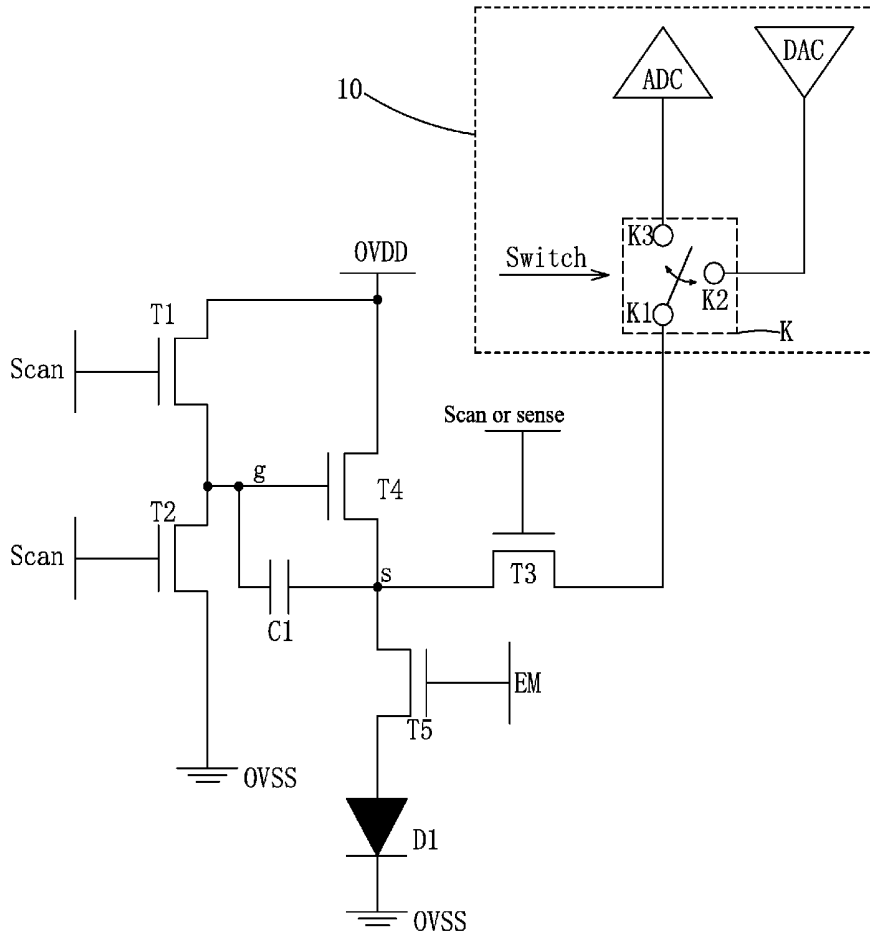 DAC
ADC
10
K3
Switch
K2
K1
K
OVDD
T1
Scan
Scan or sense
g
T4
T2
Scan
s
T3
C1
EM
T5
OVSS
D1
OVSS